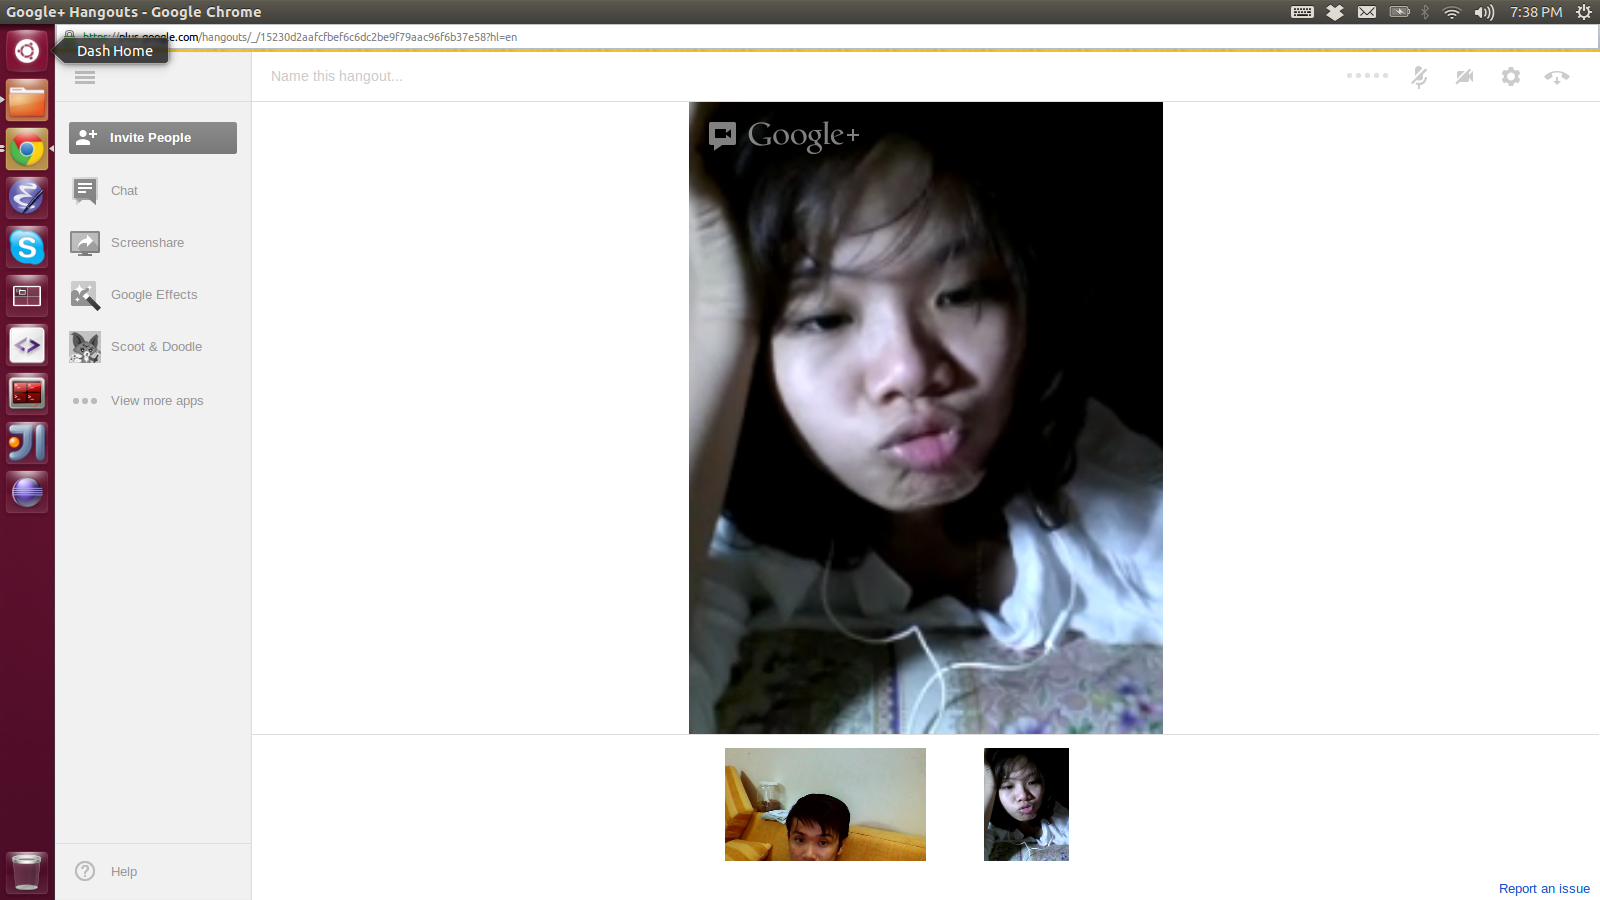 Google+ Hangouts - Google Chrome
7:38 PM
https://plus.google.com/hangouts/_/15230d2aafcfbef6c6dc2be9f79aac96f6b37e58?hl=en
Dash Home
Name this hangout...
Google+
Invite People
Chat
Screenshare
Google Effects
Scoot & Doodle
View more apps
Help
Report an issue